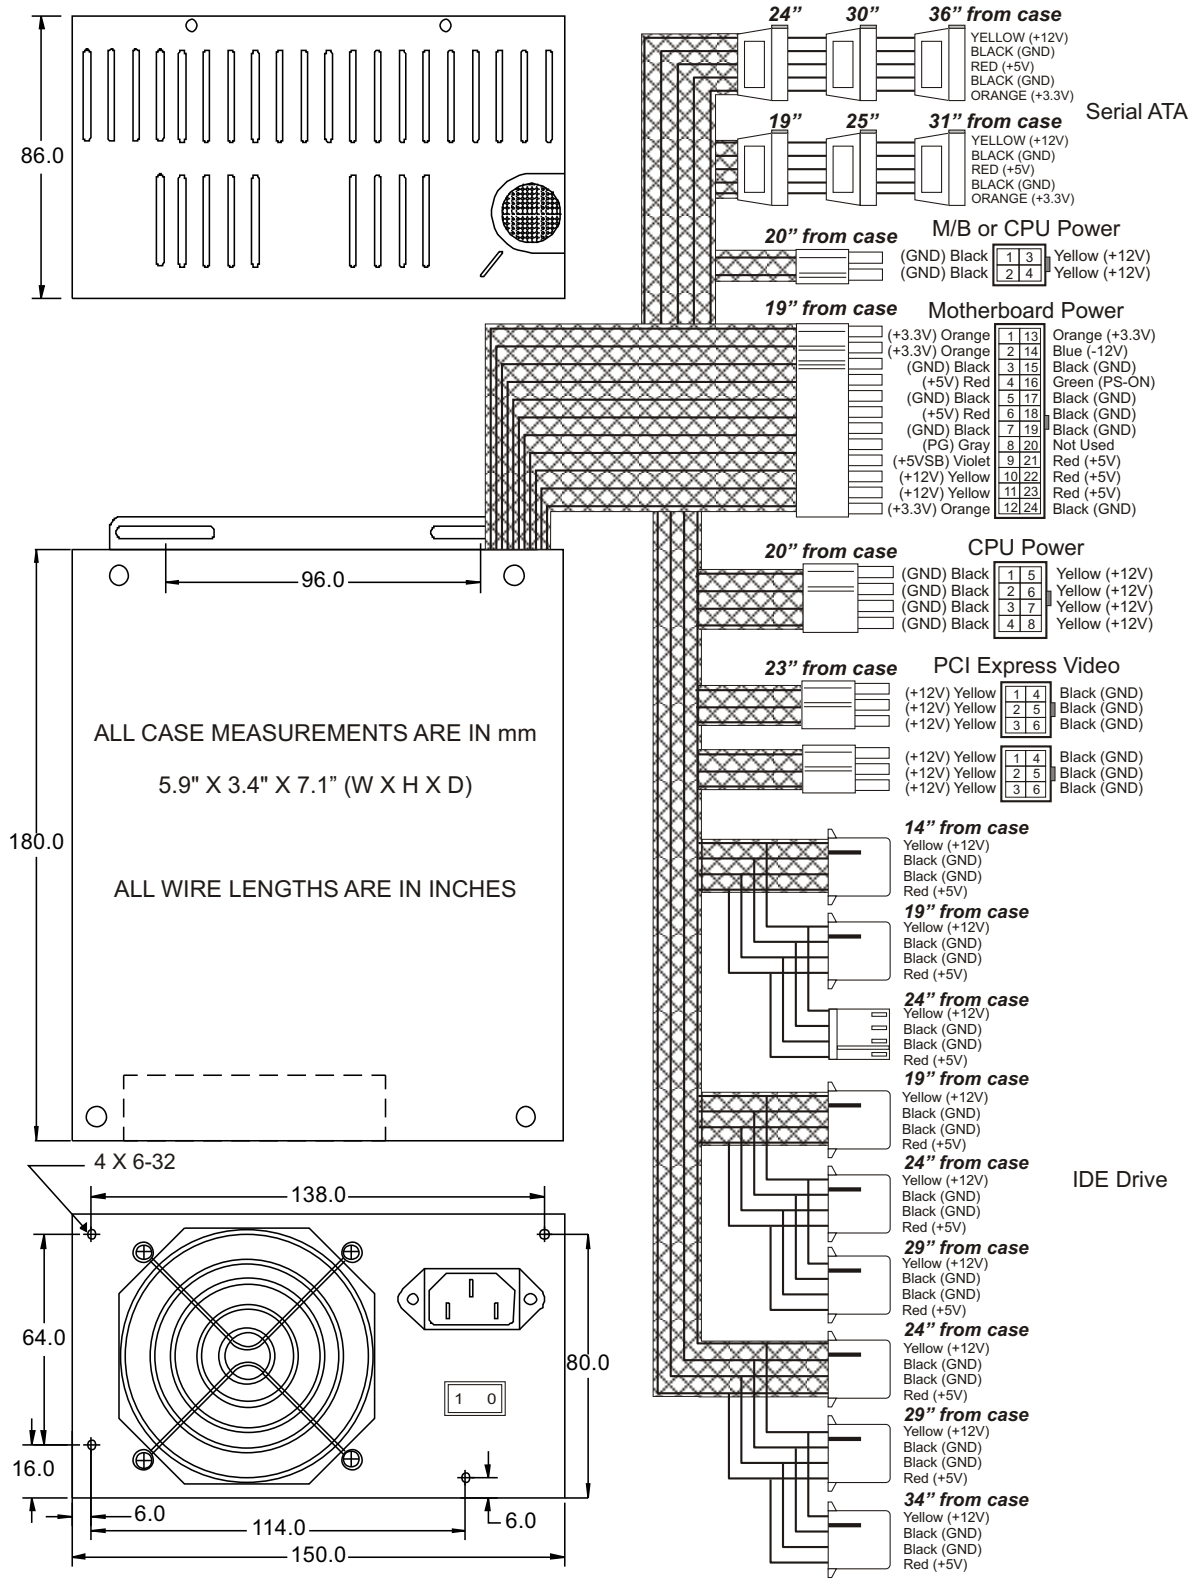 24” 30” 36” from case
YELLOW (+12V)
BLACK (GND)
RED (+5V)
BLACK (GND)
ORANGE (+3.3V)
Serial ATA
19” 25” 31” from case
YELLOW (+12V)
BLACK (GND)
RED (+5V)
BLACK (GND)
ORANGE (+3.3V)
86.0
M/B or CPU Power
20” from case
(GND) Black 1 3 Yellow (+12V)
(GND) Black 2 4 Yellow (+12V)
19” from case Motherboard Power
(+3.3V) Orange 1 13 Orange (+3.3V)
(+3.3V) Orange 2 14 Blue (-12V)
(GND) Black 3 15 Black (GND)
(+5V) Red 4 16 Green (PS-ON)
(GND) Black 5 17 Black (GND)
(+5V) Red 6 18 Black (GND)
(GND) Black 7 19 Black (GND)
(PG) Gray 8 20 Not Used
(+5VSB) Violet 9 21 Red (+5V)
(+12V) Yellow 10 22 Red (+5V)
(+12V) Yellow 11 23 Red (+5V)
(+3.3V) Orange 12 24 Black (GND)
20” from case CPU Power
(GND) Black 1 5 Yellow (+12V)
(GND) Black 2 6 Yellow (+12V)
(GND) Black 3 7 Yellow (+12V)
(GND) Black 4 8 Yellow (+12V)
23” from case PCI Express Video
(+12V) Yellow 1 4 Black (GND)
(+12V) Yellow 2 5 Black (GND)
(+12V) Yellow 3 6 Black (GND)
(+12V) Yellow 1 4 Black (GND)
(+12V) Yellow 2 5 Black (GND)
(+12V) Yellow 3 6 Black (GND)
96.0
ALL CASE MEASUREMENTS ARE IN mm
5.9" X 3.4" X 7.1” (W X H X D)
180.0
ALL WIRE LENGTHS ARE IN INCHES
14” from case
Yellow (+12V)
Black (GND)
Black (GND)
Red (+5V)
19” from case
Yellow (+12V)
Black (GND)
Black (GND)
Red (+5V)
24” from case
Yellow (+12V)
Black (GND)
Black (GND)
Red (+5V)
19” from case
Yellow (+12V)
Black (GND)
Black (GND)
Red (+5V)
24” from case
Yellow (+12V)
Black (GND)
Black (GND)
Red (+5V)
IDE Drive
29” from case
Yellow (+12V)
Black (GND)
Black (GND)
Red (+5V)
24” from case
Yellow (+12V)
Black (GND)
Black (GND)
Red (+5V)
29” from case
Yellow (+12V)
Black (GND)
Black (GND)
Red (+5V)
34” from case
Yellow (+12V)
Black (GND)
Black (GND)
Red (+5V)
4 X 6-32
138.0
64.0
80.0
1 0
16.0
6.0
6.0
114.0
150.0